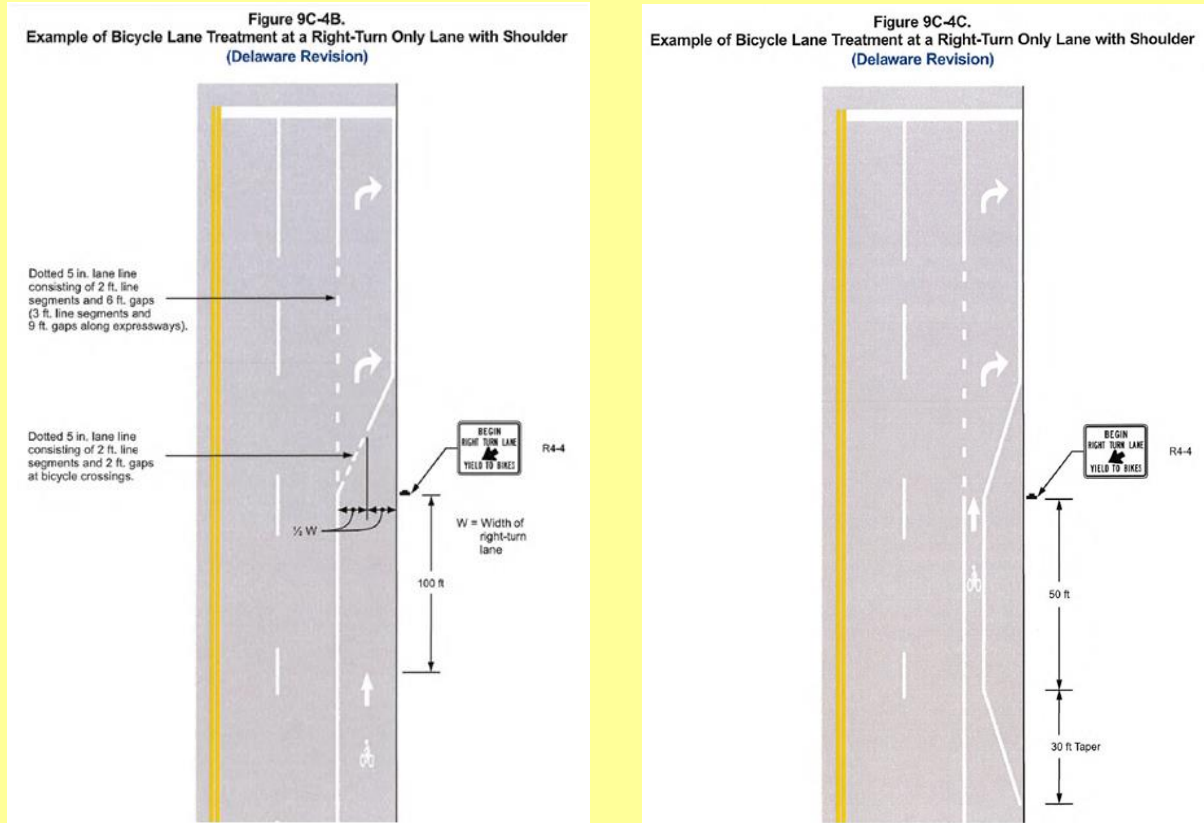 Figure 9C-4B.
Example of Bicycle Lane Treatment at a Right-Turn Only Lane with Shoulder
(Delaware Revision)
Dotted 5 in. lane line
consisting of 2 ft. line
segments and 6 ft. gaps
(3 ft. line segments and
9 ft. gaps along expressways).
Dotted 5 in. lane line
consisting of 2 ft. line
segments and 2 ft. gaps
at bicycle crossings.
BEGIN
RIGHT TURN LANE
YIELD TO BIKES
R4-4
½ W
W = Width of
right-turn
lane
100 ft
Figure 9C-4C.
Example of Bicycle Lane Treatment at a Right-Turn Only Lane with Shoulder
(Delaware Revision)
BEGIN
RIGHT TURN LANE
YIELD TO BIKES
R4-4
50 ft
30 ft Taper